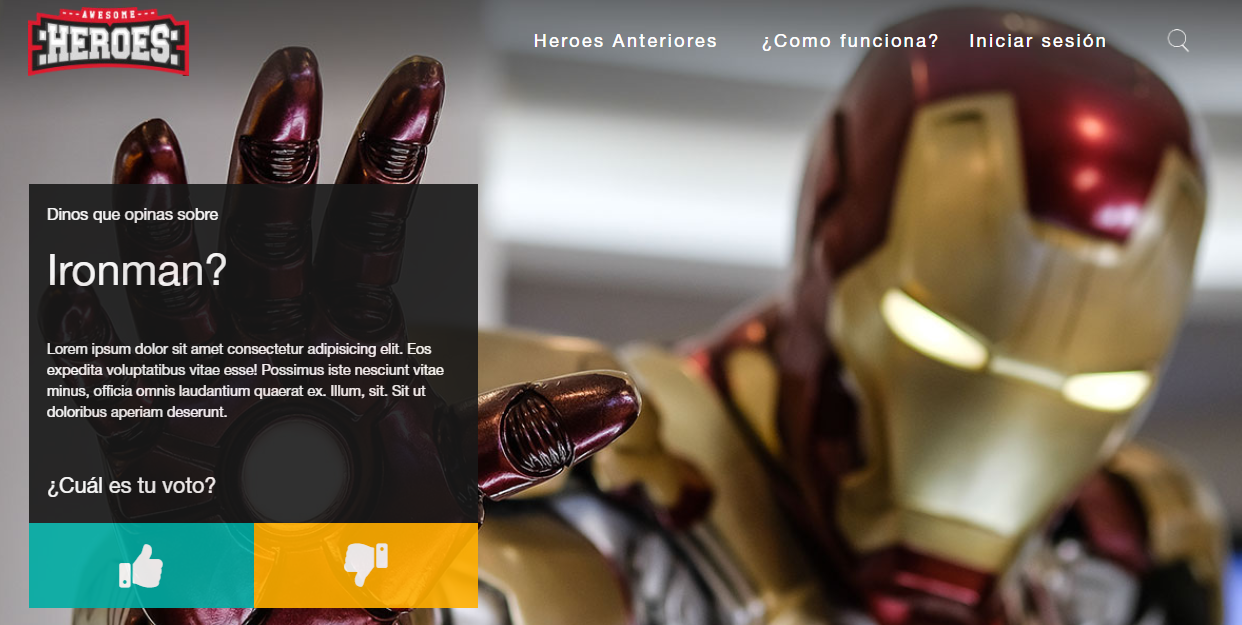 AWESOME
HEROES
Heroes Anteriores
¿Como funciona?
Iniciar sesión
Dinos que opinas sobre
Ironman?
Lorem ipsum dolor sit amet consectetur adipisicing elit. Eos
expedita voluptatibus vitae esse! Possimus iste nesciunt vitae
minus, officia omnis laudantium quaerat ex. Illum, sit. Sit ut
doloribus aperiam deserunt.
¿Cuál es tu voto?